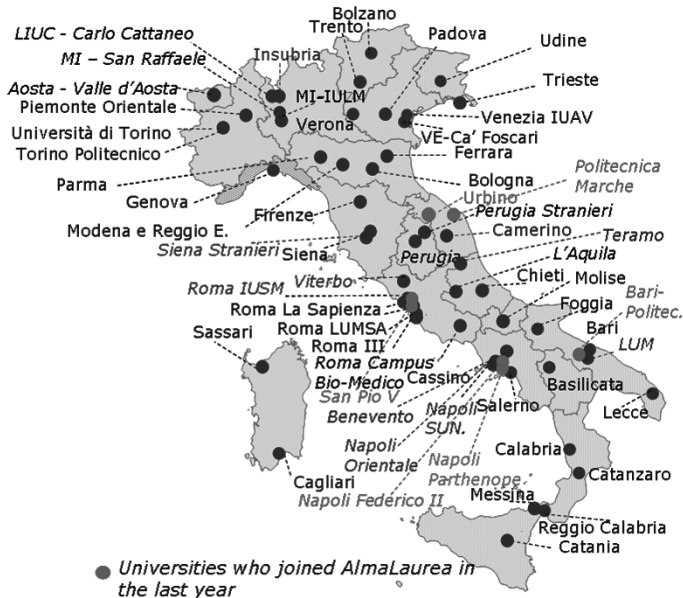 Bolzano
Trento
LIUC - Carlo Cattaneo
Padova
Udine
MI – San Raffaele
Insubria
Trieste
Aosta - Valle d'Aosta
MI-IULM
Piemonte Orientale
Venezia IUAV
Verona
Università di Torino
VE-Ca' Foscari
Torino Politecnico
Ferrara
Politecnica
Marche
Parma
Bologna
Urbino
Genova
Perugia Stranieri
Firenze
Modena e Reggio E.
Camerino
Teramo
Siena Stranieri
Siena
Perugia
L'Aquila
Chieti
Molise
Viterbo
Roma IUSM
Bari-
Politec.
Foggia
Roma La Sapienza
Bari
Sassari
Roma LUMSA
LUM
Roma III
Roma Campus
Bio-Medico
Cassino
Basilicata
San Pio V
Benevento
Napoli
SUN.
Salerno
Lecce
Napoli
Orientale
Napoli
Parthenope
Calabria
Catanzaro
Cagliari
Napoli Federico II
Messina
Reggio Calabria
Catania
Universities who joined AlmaLaurea in
the last year